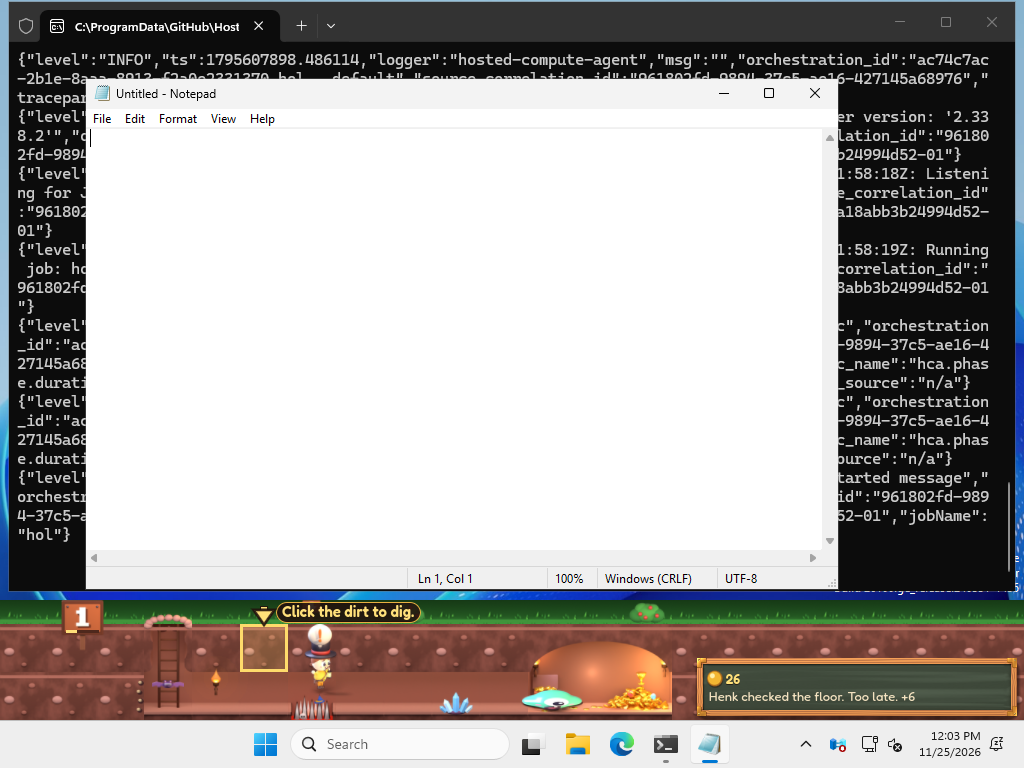 C:\ProgramData\GitHub\Host
{"level":"INFO","ts":1795607898.486114,"logger":"hosted-compute-agent","msg":"","orchestration_id":"ac74c7ac
traceparent
Untitled - Notepad
File Edit Format View Help
{"level" er version: '2.33
8.2'","o lation_id":"96180
2fd-9894 b24994d52-01"}
{"level" 1:58:18Z: Listeni
ng for J e_correlation_id"
:"961802 a18abb3b24994d52-
01"}
{"level" 1:58:19Z: Running
job: ho correlation_id":"
961802fd 8abb3b24994d52-01
"}
{"level" c","orchestration
_id":"ac -9894-37c5-ae16-4
27145a68 c_name":"hca.phas
e.durati _source":"n/a"}
{"level" c","orchestration
_id":"ac -9894-37c5-ae16-4
27145a68 c_name":"hca.phas
e.durati ource":"n/a"}
{"level" tarted message","
orchestr id":"961802fd-989
4-37c5-a 52-01","jobName":
"hol"}
Ln 1, Col 1 100% Windows (CRLF) UTF-8
1
Click the dirt to dig.
26
Henk checked the floor. Too late. +6
Search
12:03 PM
11/25/2026